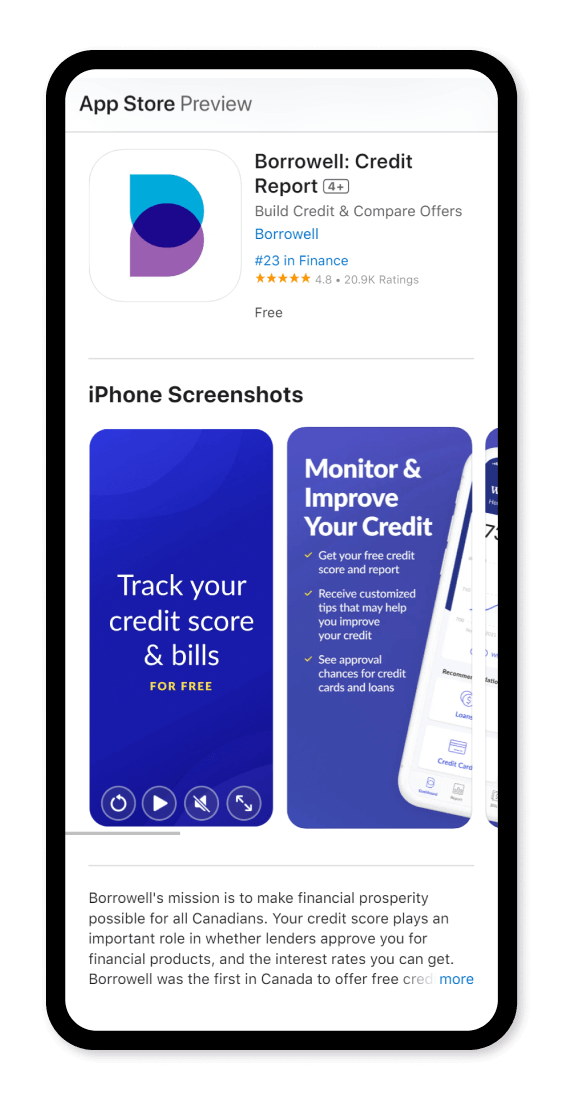 App Store Preview
Borrowell: Credit
Report 4+
Build Credit & Compare Offers
Borrowell
#23 in Finance
★★★★★ 4.8 • 20.9K Ratings
Free
iPhone Screenshots
Track your
credit score
& bills
FOR FREE
Monitor &
Improve
Your Credit
Get your free credit
score and report
Receive customized
tips that may help
you improve
your credit
See approval
chances for credit
cards and loans
Loans
Credit Card
Dashboard
Borrowell's mission is to make financial prosperity
possible for all Canadians. Your credit score plays an
important role in whether lenders approve you for
financial products, and the interest rates you can get.
Borrowell was the first in Canada to offer free cred more